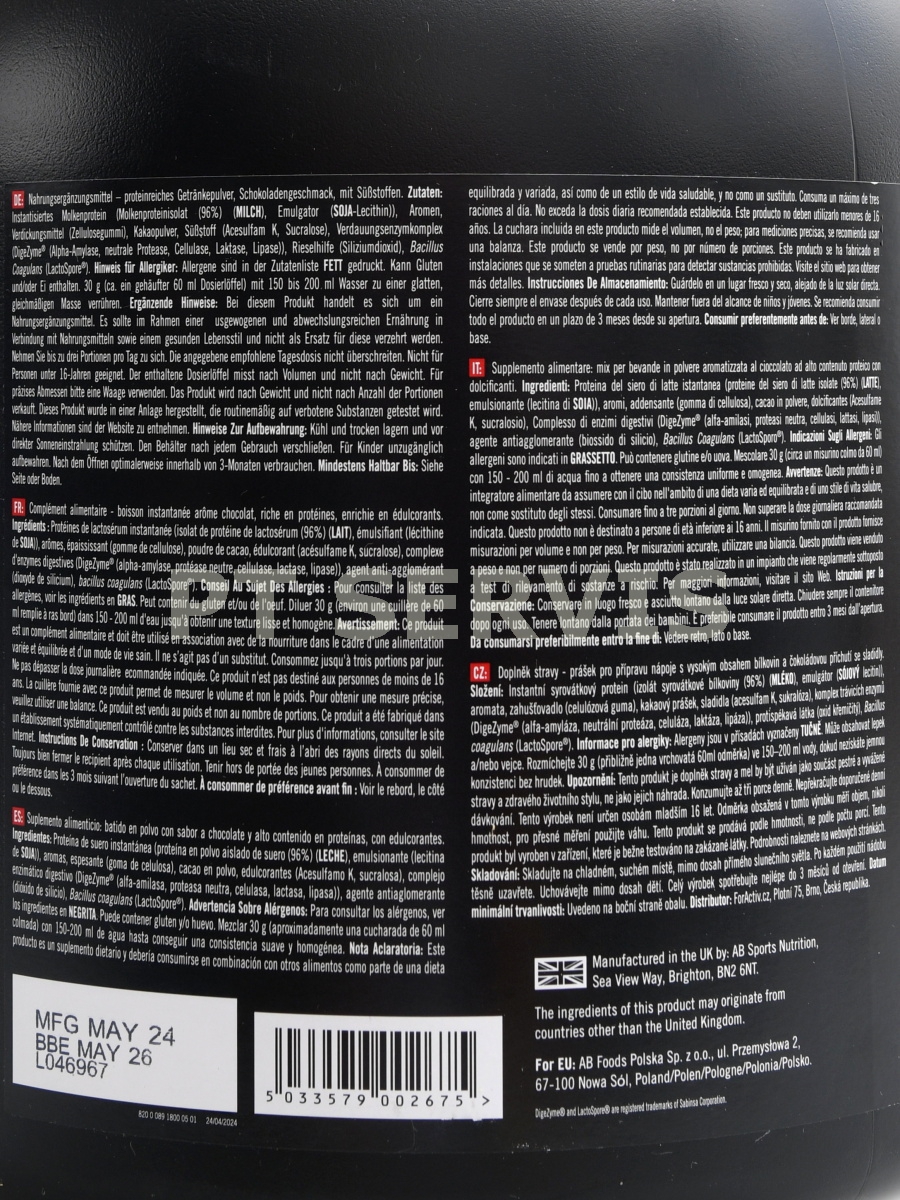 DE: Nahrungsergänzungsmittel – proteinreiches Getränkepulver, Schokoladengeschmack, mit Süßstoffen. Zutaten:
Instantisiertes Molkenprotein (Molkenproteinisolat (96%) (MILCH), Emulgator (SOJA-Lecithin)), Aromen,
Verdickungsmittel (Zellulosegummi), Kakaopulver, Süßstoff (Acesulfam K, Sucralose), Verdauungsenzymkomplex
(DigeZyme® (Alpha-Amylase, neutrale Protease, Cellulase, Laktase, Lipase)), Rieselhilfe (Siliziumdioxid), Bacillus
Coagulans (LactoSpore®). Hinweis für Allergiker: Allergene sind in der Zutatenliste FETT gedruckt. Kann Gluten
und/oder Ei enthalten. 30 g (ca. ein gehäufter 60 ml Dosierlöffel) mit 150 bis 200 ml Wasser zu einer glatten,
gleichmäßigen Masse verrühren. Ergänzende Hinweise: Bei diesem Produkt handelt es sich um ein
Nahrungsergänzungsmittel. Es sollte im Rahmen einer ausgewogenen und abwechslungsreichen Ernährung in
Verbindung mit Nahrungsmitteln sowie einem gesunden Lebensstil und nicht als Ersatz für diese verzehrt werden.
Nehmen Sie bis zu drei Portionen pro Tag zu sich. Die angegebene empfohlene Tagesdosis nicht überschreiten. Nicht für
Personen unter 16-Jahren geeignet. Der enthaltene Dosierlöffel misst nach Volumen und nicht nach Gewicht. Für
präzises Abmessen bitte eine Waage verwenden. Das Produkt wird nach Gewicht und nicht nach Anzahl der Portionen
verkauft. Dieses Produkt wurde in einer Anlage hergestellt, die routinemäßig auf verbotene Substanzen getestet wird.
Nähere Informationen sind der Website zu entnehmen. Hinweise Zur Aufbewahrung: Kühl und trocken lagern und vor
direkter Sonneneinstrahlung schützen. Den Behälter nach jedem Gebrauch verschließen. Für Kinder unzugänglich
aufbewahren. Nach dem Öffnen optimalerweise innerhalb von 3-Monaten verbrauchen. Mindestens Haltbar Bis: Siehe
Seite oder Boden.
FR: Complément alimentaire - boisson instantanée arôme chocolat, riche en protéines, enrichie en édulcorants.
Ingrédients : Protéines de lactosérum instantanée (isolat de protéine de lactosérum (96%) (LAIT), émulsifiant (lécithine
de SOJA)), arômes, épaississant (gomme de cellulose), poudre de cacao, édulcorant (acésulfame K, sucralose), complexe
d'enzymes digestives (DigeZyme® (alpha-amylase, protéase neutre, cellulase, lactase, lipase)), agent anti-agglomérant
(dioxyde de silicium), bacillus coagulans (LactoSpore®). Conseil Au Sujet Des Allergies : Pour consulter la liste des
allergènes, voir les ingrédients en GRAS. Peut contenir du gluten et/ou de l'oeuf. Diluer 30 g (environ une cuillère de 60
ml remplie à ras bord) dans 150 - 200 ml d'eau jusqu'à obtenir une texture lisse et homogène. Avertissement: Ce produit
est un complément alimentaire et doit être utilisé en association avec de la nourriture dans le cadre d'une alimentation
variée et équilibrée et d'un mode de vie sain. Il ne s'agit pas d'un substitut. Consommez jusqu'à trois portions par jour.
Ne pas dépasser la dose journalière ecommandée indiquée. Ce produit n'est pas destiné aux personnes de moins de 16
ans. La cuillère fournie avec ce produit permet de mesurer le volume et non le poids. Pour obtenir une mesure précise,
veuillez utiliser une balance. Ce produit est vendu au poids et non au nombre de portions. Ce produit a été fabriqué dans
un établissement systématiquement contrôlé contre les substances interdites. Pour plus d'informations, consulter le site
Internet. Instructions De Conservation : Conserver dans un lieu sec et frais à l'abri des rayons directs du soleil.
Toujours bien fermer le recipient après chaque utilisation. Tenir hors de portée des jeunes personnes. À consommer de
préférence dans les 3 mois suivant l'ouverture du sachet. À consommer de préférence avant fin : Voir le rebord, le côté
ou le dessous.
ES: Suplemento alimenticio: batido en polvo con sabor a chocolate y alto contenido en proteínas, con edulcorantes.
Ingredientes: Proteína de suero instantánea (proteína en polvo aislado de suero (96%) (LECHE), emulsionante (lecitina
de SOJA)), aromas, espesante (goma de celulosa), cacao en polvo, edulcorantes (Acesulfamo K, sucralosa), complejo
enzimático digestivo (DigeZyme® (alfa-amilasa, proteasa neutra, celulasa, lactasa, lipasa)), agente antiaglomerante
(dióxido de silicio), Bacillus coagulans (LactoSpore®). Advertencia Sobre Alérgenos: Para consultar los alérgenos, ver
los ingredientes en NEGRITA. Puede contener gluten y/o huevo. Mezclar 30 g (aproximadamente una cucharada de 60 ml
colmada) con 150-200 ml de agua hasta conseguir una consistencia suave y homogénea. Nota Aclaratoria: Este
producto es un suplemento dietario y debería consumirse en combinación con otros alimentos como parte de una dieta
equilibrada y variada, así como de un estilo de vida saludable, y no como un sustituto. Consuma un máximo de tres
raciones al día. No exceda la dosis diaria recomendada establecida. Este producto no deben utilizarlo menores de 16
años. La cuchara incluida en este producto mide el volumen, no el peso; para mediciones precisas, se recomienda usar
una balanza. Este producto se vende por peso, no por número de porciones. Este producto se ha fabricado en
instalaciones que se someten a pruebas rutinarias para detectar sustancias prohibidas. Visite el sitio web para obtener
más detalles. Instrucciones De Almacenamiento: Guárdelo en un lugar fresco y seco, alejado de la luz solar directa.
Cierre siempre el envase después de cada uso. Mantener fuera del alcance de niños y jóvenes. Se recomienda consumir
todo el producto en un plazo de 3 meses desde su apertura. Consumir preferentemente antes de: Ver borde, lateral o
base.
IT: Supplemento alimentare: mix per bevande in polvere aromatizzata al cioccolato ad alto contenuto proteico con
dolcificanti. Ingredienti: Proteina del siero di latte istantanea (proteine del siero di latte isolate (96%) (LATTE),
emulsionante (lecitina di SOIA)), aromi, addensante (gomma di cellulosa), cacao in polvere, dolcificanti (Acesulfame
K, sucralosio), Complesso di enzimi digestivi (DigeZyme® (alfa-amilasi, proteasi neutra, cellulasi, lattasi, lipasi)),
agente antiagglomerante (biossido di silicio), Bacillus Coagulans (LactoSpore®). Indicazioni Sugli Allergeni: Gli
allergeni sono indicati in GRASSETTO. Può contenere glutine e/o uova. Mescolare 30 g (circa un misurino colmo da 60 ml)
con 150 - 200 ml di acqua fino a ottenere una consistenza uniforme e omogenea. Avvertenze: Questo prodotto è un
integratore alimentare da assumere con il cibo nell'ambito di una dieta varia ed equilibrata e di uno stile di vita salubre,
non come sostituto degli stessi. Consumare fino a tre porzioni al giorno. Non superare la dose giornaliera raccomandata
indicata. Questo prodotto non è destinato a persone di età inferiore ai 16 anni. Il misurino fornito con il prodotto fornisce
misurazioni per volume e non per peso. Per misurazioni accurate, utilizzare una bilancia. Questo prodotto viene venduto
a peso e non per numero di porzioni. Questo prodotto è stato realizzato in un impianto che viene regolarmente sottoposto
a test di rilevamento di sostanze a rischio. Per maggiori informazioni, visitare il sito Web. Istruzioni per la
Conservazione: Conservare in luogo fresco e asciutto lontano dalla luce solare diretta. Chiudere sempre il contenitore
dopo ogni uso. Tenere lontano dalla portata dei bambini. È preferibile consumare il prodotto entro 3 mesi dall'apertura.
Da consumarsi preferibilmente entro la fine di: Vedere retro, lato o base.
CZ: Doplněk stravy - prášek pro přípravu nápoje s vysokým obsahem bílkovin a čokoládovou příchutí se sladidly.
Složení: Instantní syrovátkový protein (izolát syrovátkové bílkoviny (96%) (MLÉKO), emulgátor (SÓJOVÝ lecitin)),
aromata, zahušťovadlo (celulózová guma), kakaový prášek, sladidla (acesulfam K, sukralóza), komplex trávicích enzymů
(DigeZyme® (alfa-amyláza, neutrální proteáza, celuláza, laktáza, lipáza)), protispékavá látka (oxid křemičitý), Bacillus
coagulans (LactoSpore®). Informace pro alergiky: Alergeny jsou v přísadách vyznačeny TUČNĚ. Může obsahovat lepek
a/nebo vejce. Rozmíchejte 30 g (přibližně jedna vrchovatá 60ml odměrka) ve 150–200 ml vody, dokud nezískáte jemnou
konzistenci bez hrudek. Upozornění: Tento produkt je doplněk stravy a mel by být užíván jako součást pestré a vyvážené
stravy a zdravého životního stylu, ne jako jejich náhrada. Konzumujte až tři porce denně. Nepřekračujte doporučené denní
dávkování. Tento výrobek není určen osobám mladším 16 let. Odměrka obsažená v tomto výrobku měří objem, nikoli
hmotnost, pro přesné měření použijte váhu. Tento produkt se prodává podle hmotnosti, ne podle počtu porcí. Tento
produkt byl vyroben v zařízení, které je bežne testováno na zakázané látky. Podrobnosti naleznete na webových stránkách.
Skladování: Skladujte na chladném, suchém místě, mimo dosah přímého slunečního světla. Po každém použití nádobu
těsně uzavřete. Uchovávejte mimo dosah dětí. Celý výrobek spotřebujte nejlépe do 3 měsíců od otevření. Datum
minimální trvanlivosti: Uvedeno na boční straně obalu. Distributor: ForActiv.cz, Plotní 75, Brno, Česká republika.
PT SERVIS
Manufactured in the UK by: AB Sports Nutrition,
Sea View Way, Brighton, BN2 6NT.
The ingredients of this product may originate from
countries other than the United Kingdom.
For EU: AB Foods Polska Sp. z o.o., ul. Przemysłowa 2,
67-100 Nowa Sól, Poland/Polen/Pologne/Polonia/Polsko.
DigeZyme® and LactoSpore® are registered trademarks of Sabinsa Corporation.
MFG MAY 24
BBE MAY 26
L046967
5 033579 002675 >
820 0 089 1800 05 01 24/04/2024